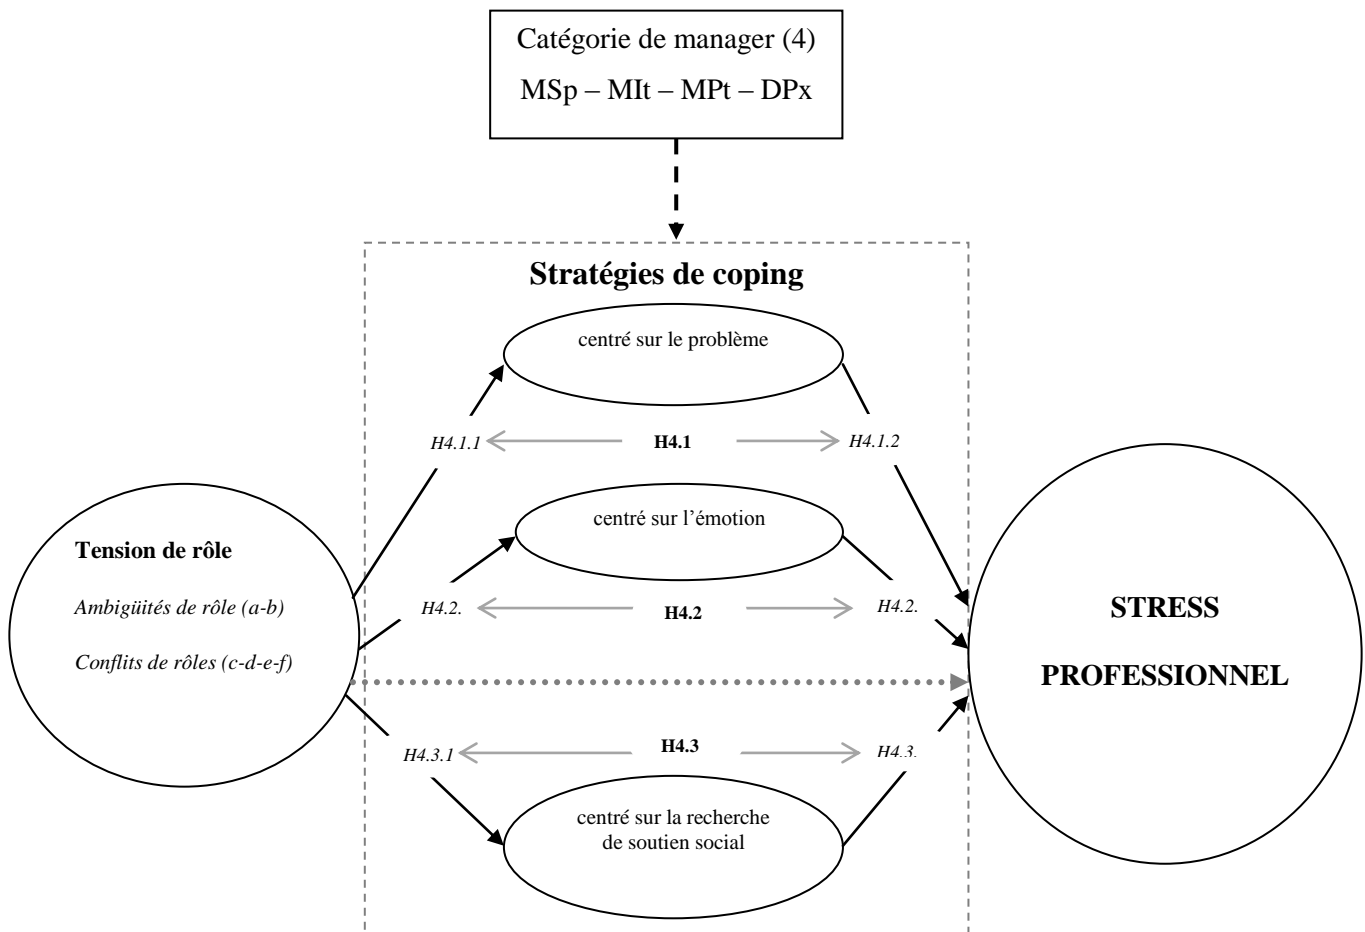 Catégorie de manager (4)
MSp – MIt – MPt – DPx
Stratégies de coping
centré sur le problème
H4.1.1
H4.1
H4.1.2
centré sur l’émotion
Tension de rôle
Ambigüités de rôle (a-b)
Conflits de rôles (c-d-e-f)
H4.2.
H4.2
H4.2.
STRESS
PROFESSIONNEL
H4.3.1
H4.3
H4.3.
centré sur la recherche
de soutien social